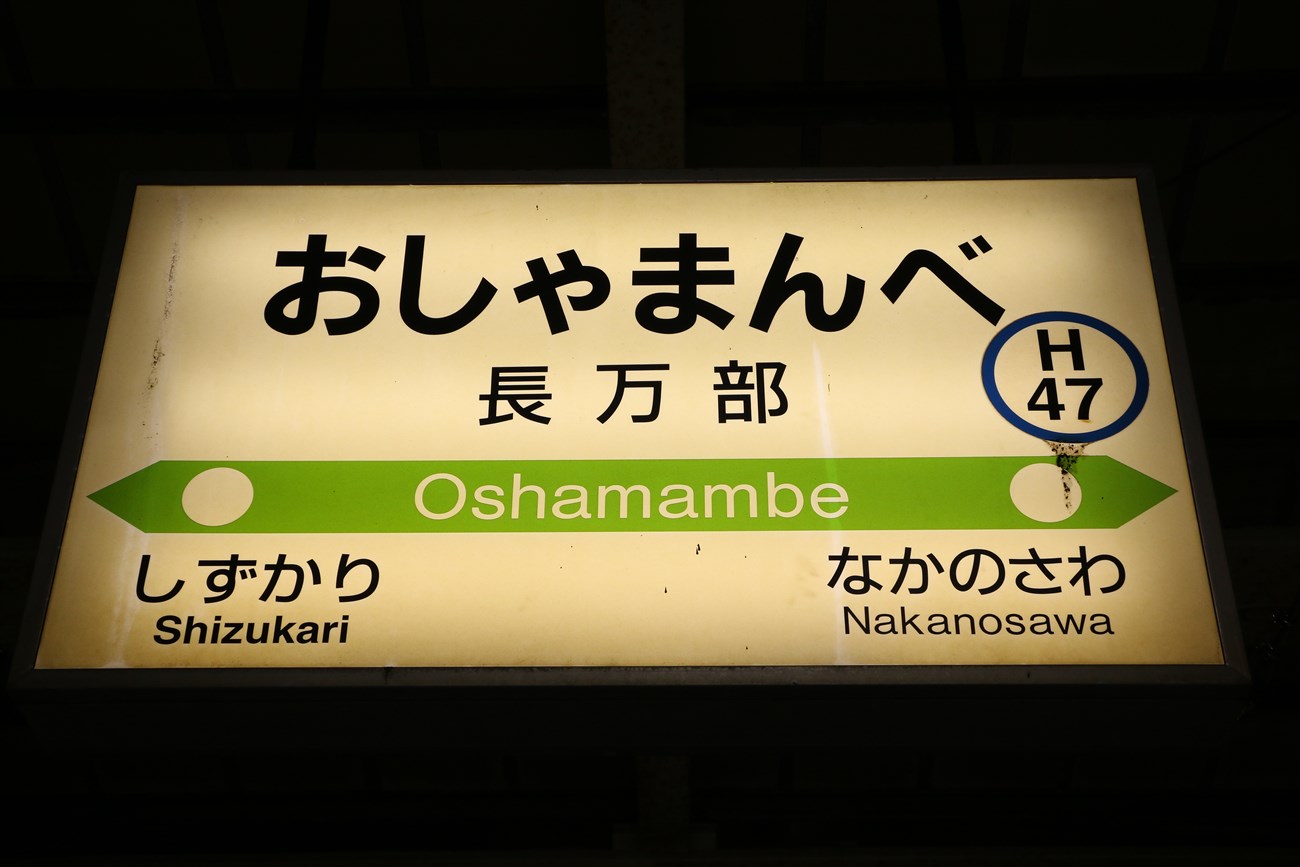 おしゃまんべ
長万部
H
47
Oshamambe
しずかり
Shizukari
なかのさわ
Nakanosawa